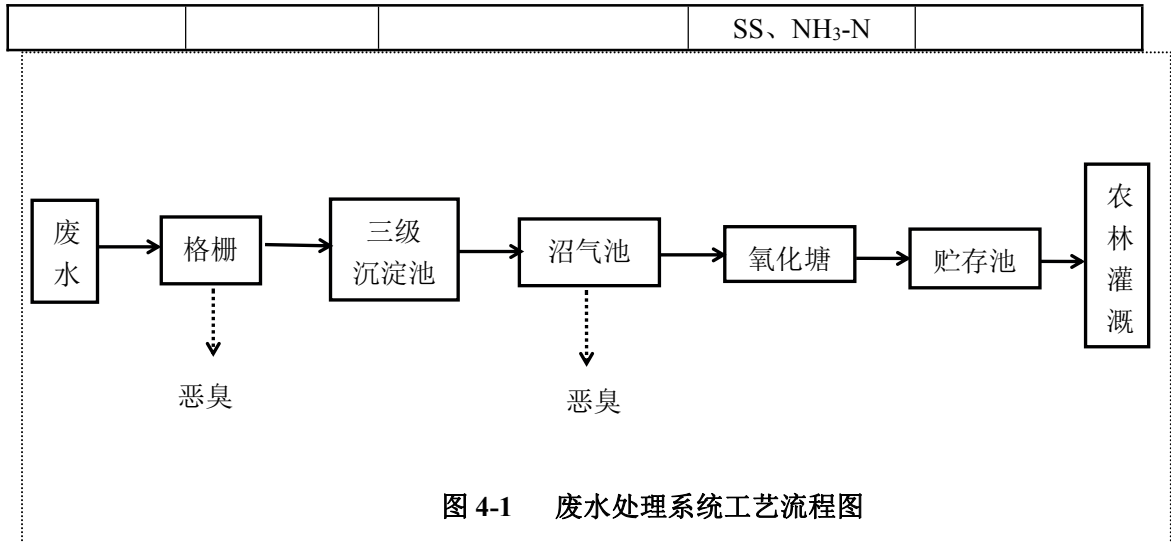 SS、NH₃-N
废水
格栅
三级
沉淀池
沼气池
氧化塘
贮存池
农林灌溉
恶臭
恶臭
图 4-1 废水处理系统工艺流程图